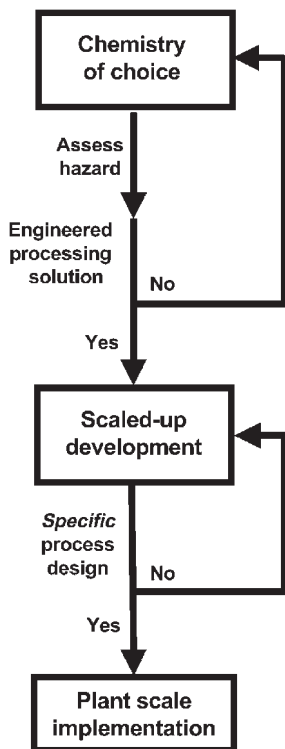 Chemistry
of choice
Assess
hazard
Engineered
processing
solution
No
Yes
Scaled-up
development
Specific
process
design
No
Yes
Plant scale
implementation